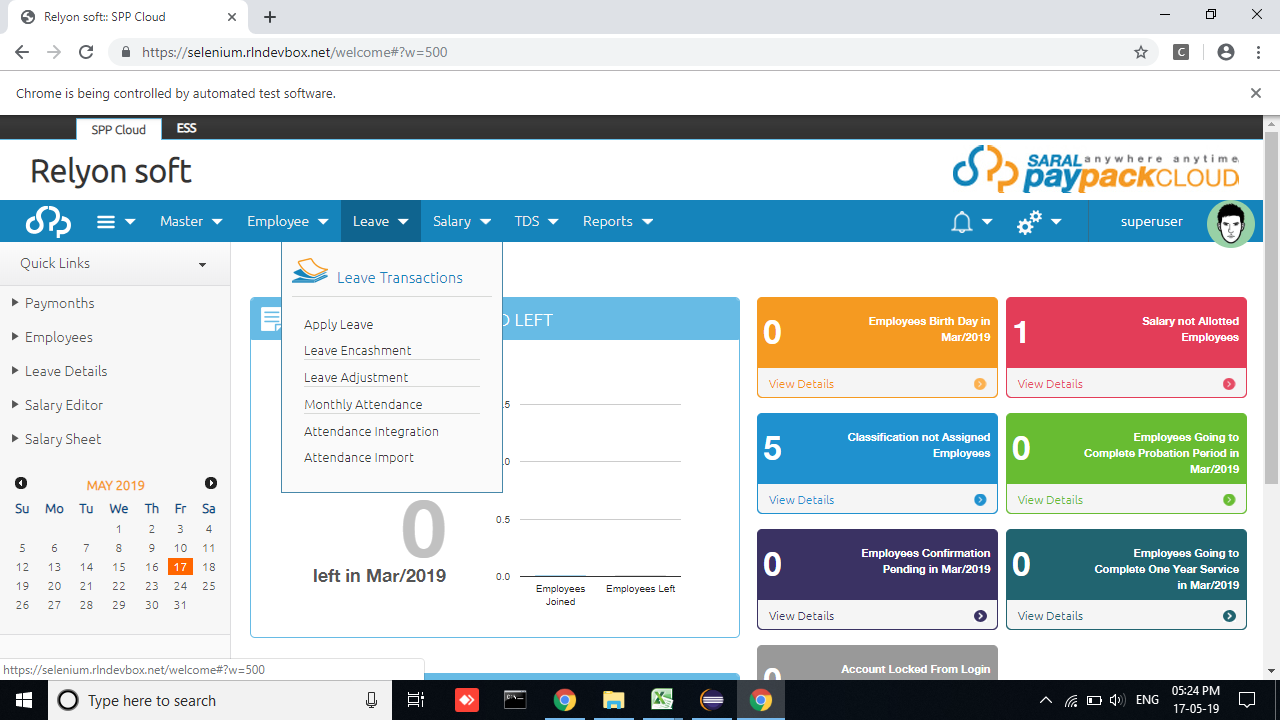 Relyon soft:: SPP Cloud
https://selenium.rlndevbox.net/welcome#?w=500
C
Chrome is being controlled by automated test software.
SPP Cloud
ESS
Relyon soft
SARAL anywhere anytime
paypackCLOUD
Master
Employee
Leave
Salary
TDS
Reports
superuser
Quick Links
Paymonths
Employees
Leave Details
Salary Editor
Salary Sheet
MAY 2019
Su Mo Tu We Th Fr Sa
1 2 3 4
5 6 7 8 9 10 11
12 13 14 15 16 17 18
19 20 21 22 23 24 25
26 27 28 29 30 31
Leave Transactions
Apply Leave
Leave Encashment
Leave Adjustment
Monthly Attendance
Attendance Integration
Attendance Import
LEFT
0
left in Mar/2019
.5
.0
0.5
0.0
Employees
Joined
Employees Left
0
Employees Birth Day in
Mar/2019
View Details
1
Salary not Allotted
Employees
View Details
5
Classification not Assigned
Employees
View Details
0
Employees Going to
Complete Probation Period in
Mar/2019
View Details
0
Employees Confirmation
Pending in Mar/2019
View Details
0
Employees Going to
Complete One Year Service
in Mar/2019
View Details
0
Account Locked From Login
https://selenium.rlndevbox.net/welcome#?w=500
Type here to search
ENG
05:24 PM
17-05-19